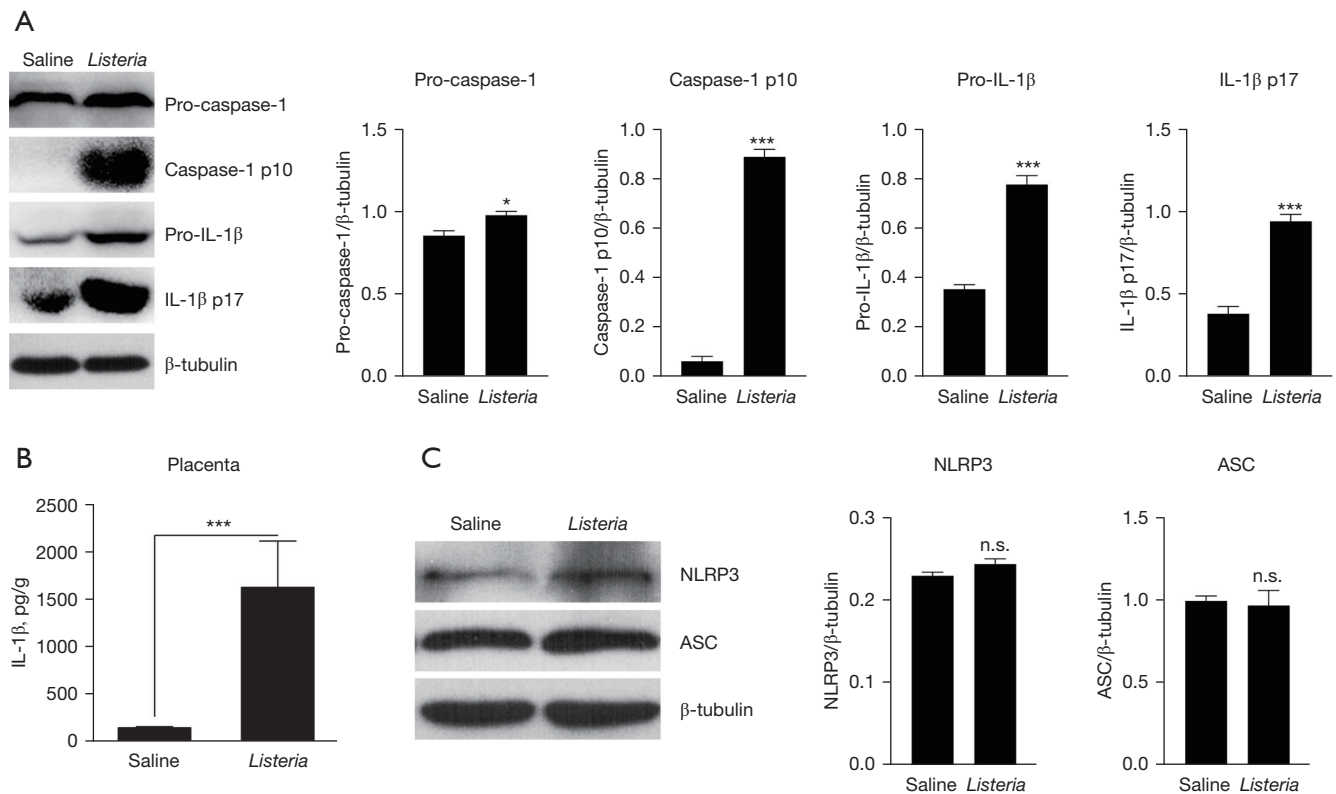 A
Saline Listeria
Pro-caspase-1
Caspase-1 p10
Pro-IL-1β
IL-1β p17
β-tubulin
Pro-caspase-1
Pro-caspase-1/β-tubulin
1.5
1.0
0.5
0.0
*
Saline Listeria
Caspase-1 p10
Caspase-1 p10/β-tubulin
1.0
0.8
0.6
0.4
0.2
0.0
***
Saline Listeria
Pro-IL-1β
Pro-IL-1β/β-tubulin
1.0
0.8
0.6
0.4
0.2
0.0
***
Saline Listeria
IL-1β p17
IL-1β p17/β-tubulin
1.5
1.0
0.5
0.0
***
Saline Listeria
B
Placenta
IL-1β, pg/g
2500
2000
1500
1000
500
0
***
Saline Listeria
C
Saline Listeria
NLRP3
ASC
β-tubulin
NLRP3
NLRP3/β-tubulin
0.3
0.2
0.1
0.0
n.s.
Saline Listeria
ASC
ASC/β-tubulin
1.5
1.0
0.5
0.0
n.s.
Saline Listeria